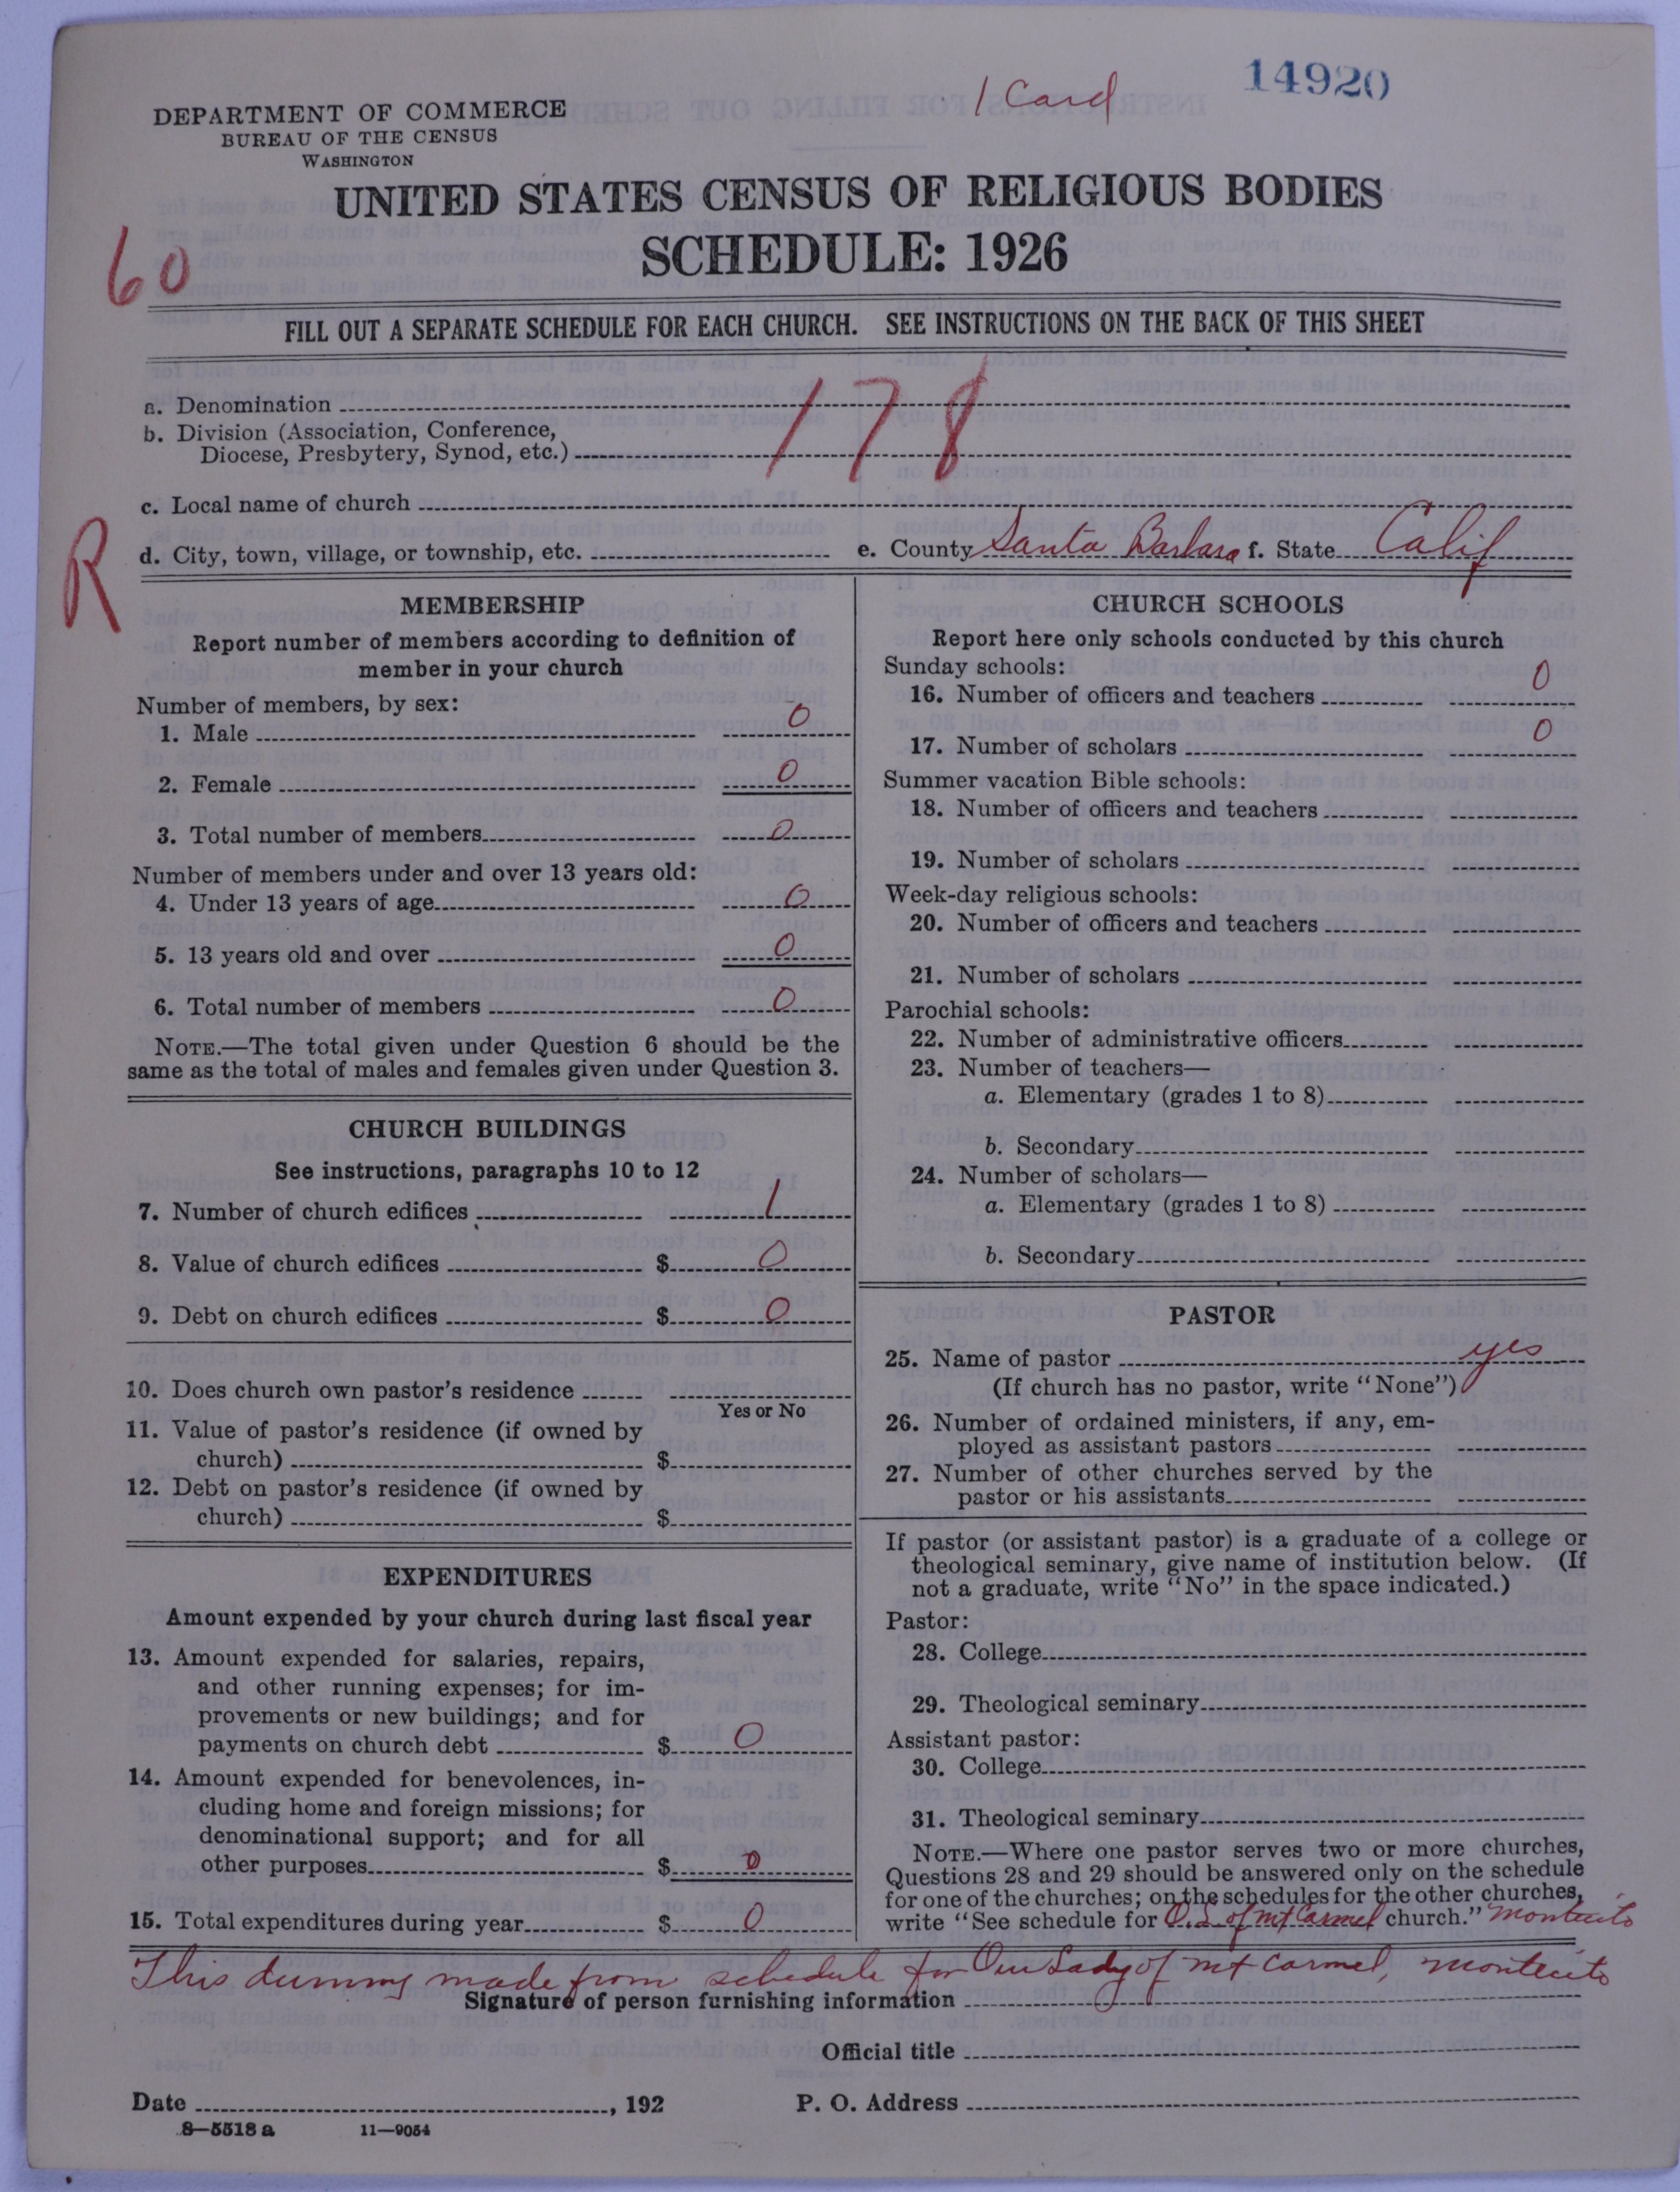 1 Card
14920
DEPARTMENT OF COMMERCE
BUREAU OF THE CENSUS
WASHINGTON
UNITED STATES CENSUS OF RELIGIOUS BODIES
SCHEDULE: 1926
60
FILL OUT A SEPARATE SCHEDULE FOR EACH CHURCH. SEE INSTRUCTIONS ON THE BACK OF THIS SHEET
178
a. Denomination
b. Division (Association, Conference,
Diocese, Presbytery, Synod, etc.)
c. Local name of church
R
d. City, town, village, or township, etc. e. County Santa Barbara f. State Calif
MEMBERSHIP
Report number of members according to definition of
member in your church
Number of members, by sex:
1. Male 0
2. Female 0
3. Total number of members 0
Number of members under and over 13 years old:
4. Under 13 years of age 0
5. 13 years old and over 0
6. Total number of members 0
NOTE.—The total given under Question 6 should be the
same as the total of males and females given under Question 3.
CHURCH BUILDINGS
See instructions, paragraphs 10 to 12
7. Number of church edifices 1
8. Value of church edifices $ 0
9. Debt on church edifices $ 0
10. Does church own pastor's residence
Yes or No
11. Value of pastor's residence (if owned by
church) $
12. Debt on pastor's residence (if owned by
church) $
EXPENDITURES
Amount expended by your church during last fiscal year
13. Amount expended for salaries, repairs,
and other running expenses; for im-
provements or new buildings; and for
payments on church debt $ 0
14. Amount expended for benevolences, in-
cluding home and foreign missions; for
denominational support; and for all
other purposes $ 0
15. Total expenditures during year $ 0
CHURCH SCHOOLS
Report here only schools conducted by this church
Sunday schools:
16. Number of officers and teachers 0
17. Number of scholars 0
Summer vacation Bible schools:
18. Number of officers and teachers
19. Number of scholars
Week-day religious schools:
20. Number of officers and teachers
21. Number of scholars
Parochial schools:
22. Number of administrative officers
23. Number of teachers—
a. Elementary (grades 1 to 8)
b. Secondary
24. Number of scholars—
a. Elementary (grades 1 to 8)
b. Secondary
PASTOR
25. Name of pastor yes
(If church has no pastor, write "None")
26. Number of ordained ministers, if any, em-
ployed as assistant pastors
27. Number of other churches served by the
pastor or his assistants
If pastor (or assistant pastor) is a graduate of a college or
theological seminary, give name of institution below. (If
not a graduate, write "No" in the space indicated.)
Pastor:
28. College
29. Theological seminary
Assistant pastor:
30. College
31. Theological seminary
NOTE.—Where one pastor serves two or more churches,
Questions 28 and 29 should be answered only on the schedule
for one of the churches; on the schedules for the other churches,
write "See schedule for O.L. of Mt Carmel church." Montecito
This dummy made from schedule for Our Lady of Mt Carmel, Montecito
Signature of person furnishing information
Official title
Date , 192 P. O. Address
8—5518 a 11—9054